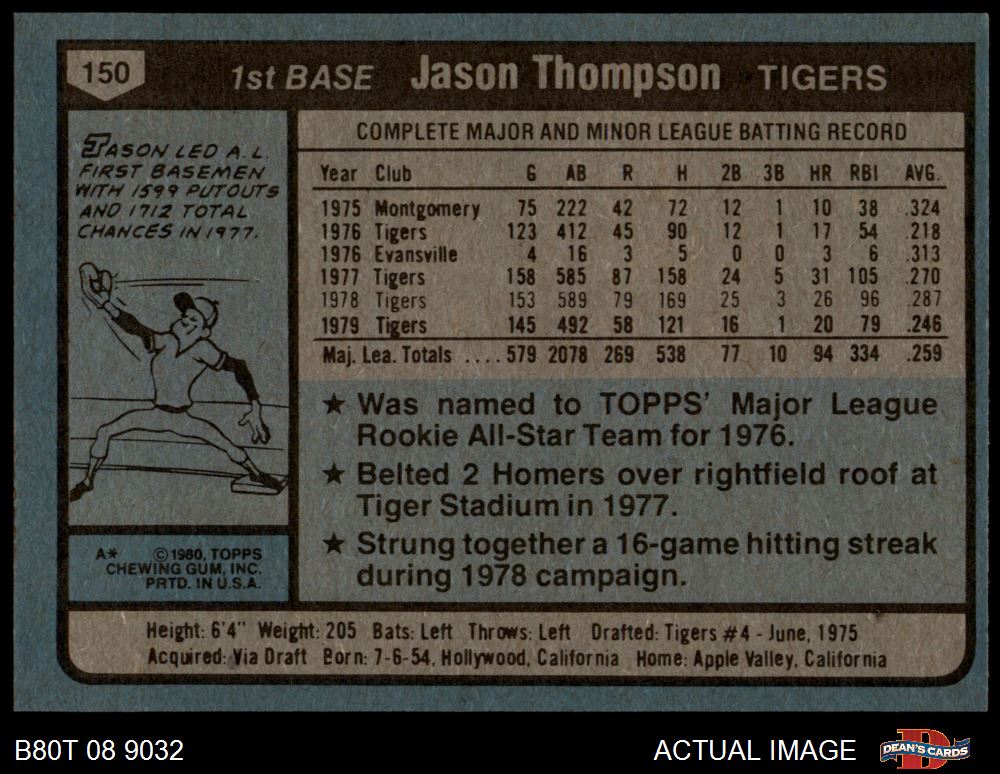 150 1st BASE Jason Thompson TIGERS
JASON LED A.L.
FIRST BASEMEN
WITH 1599 PUTOUTS
AND 1712 TOTAL
CHANCES IN 1977.
COMPLETE MAJOR AND MINOR LEAGUE BATTING RECORD
Year Club G AB R H 2B 3B HR RBI AVG.
1975 Montgomery 75 222 42 72 12 1 10 38 .324
1976 Tigers 123 412 45 90 12 1 17 54 .218
1976 Evansville 4 16 3 5 0 0 3 6 .313
1977 Tigers 158 585 87 158 24 5 31 105 .270
1978 Tigers 153 589 79 169 25 3 26 96 .287
1979 Tigers 145 492 58 121 16 1 20 79 .246
Maj. Lea. Totals .... 579 2078 269 538 77 10 94 334 .259
★ Was named to TOPPS' Major League
Rookie All-Star Team for 1976.
★ Belted 2 Homers over rightfield roof at
Tiger Stadium in 1977.
★ Strung together a 16-game hitting streak
during 1978 campaign.
A* © 1980, TOPPS
CHEWING GUM, INC.
PRTD. IN U.S.A.
Height: 6'4" Weight: 205 Bats: Left Throws: Left Drafted: Tigers #4 - June, 1975
Acquired: Via Draft Born: 7-6-54, Hollywood, California Home: Apple Valley, California
B80T 08 9032
ACTUAL IMAGE
DEAN'S CARDS